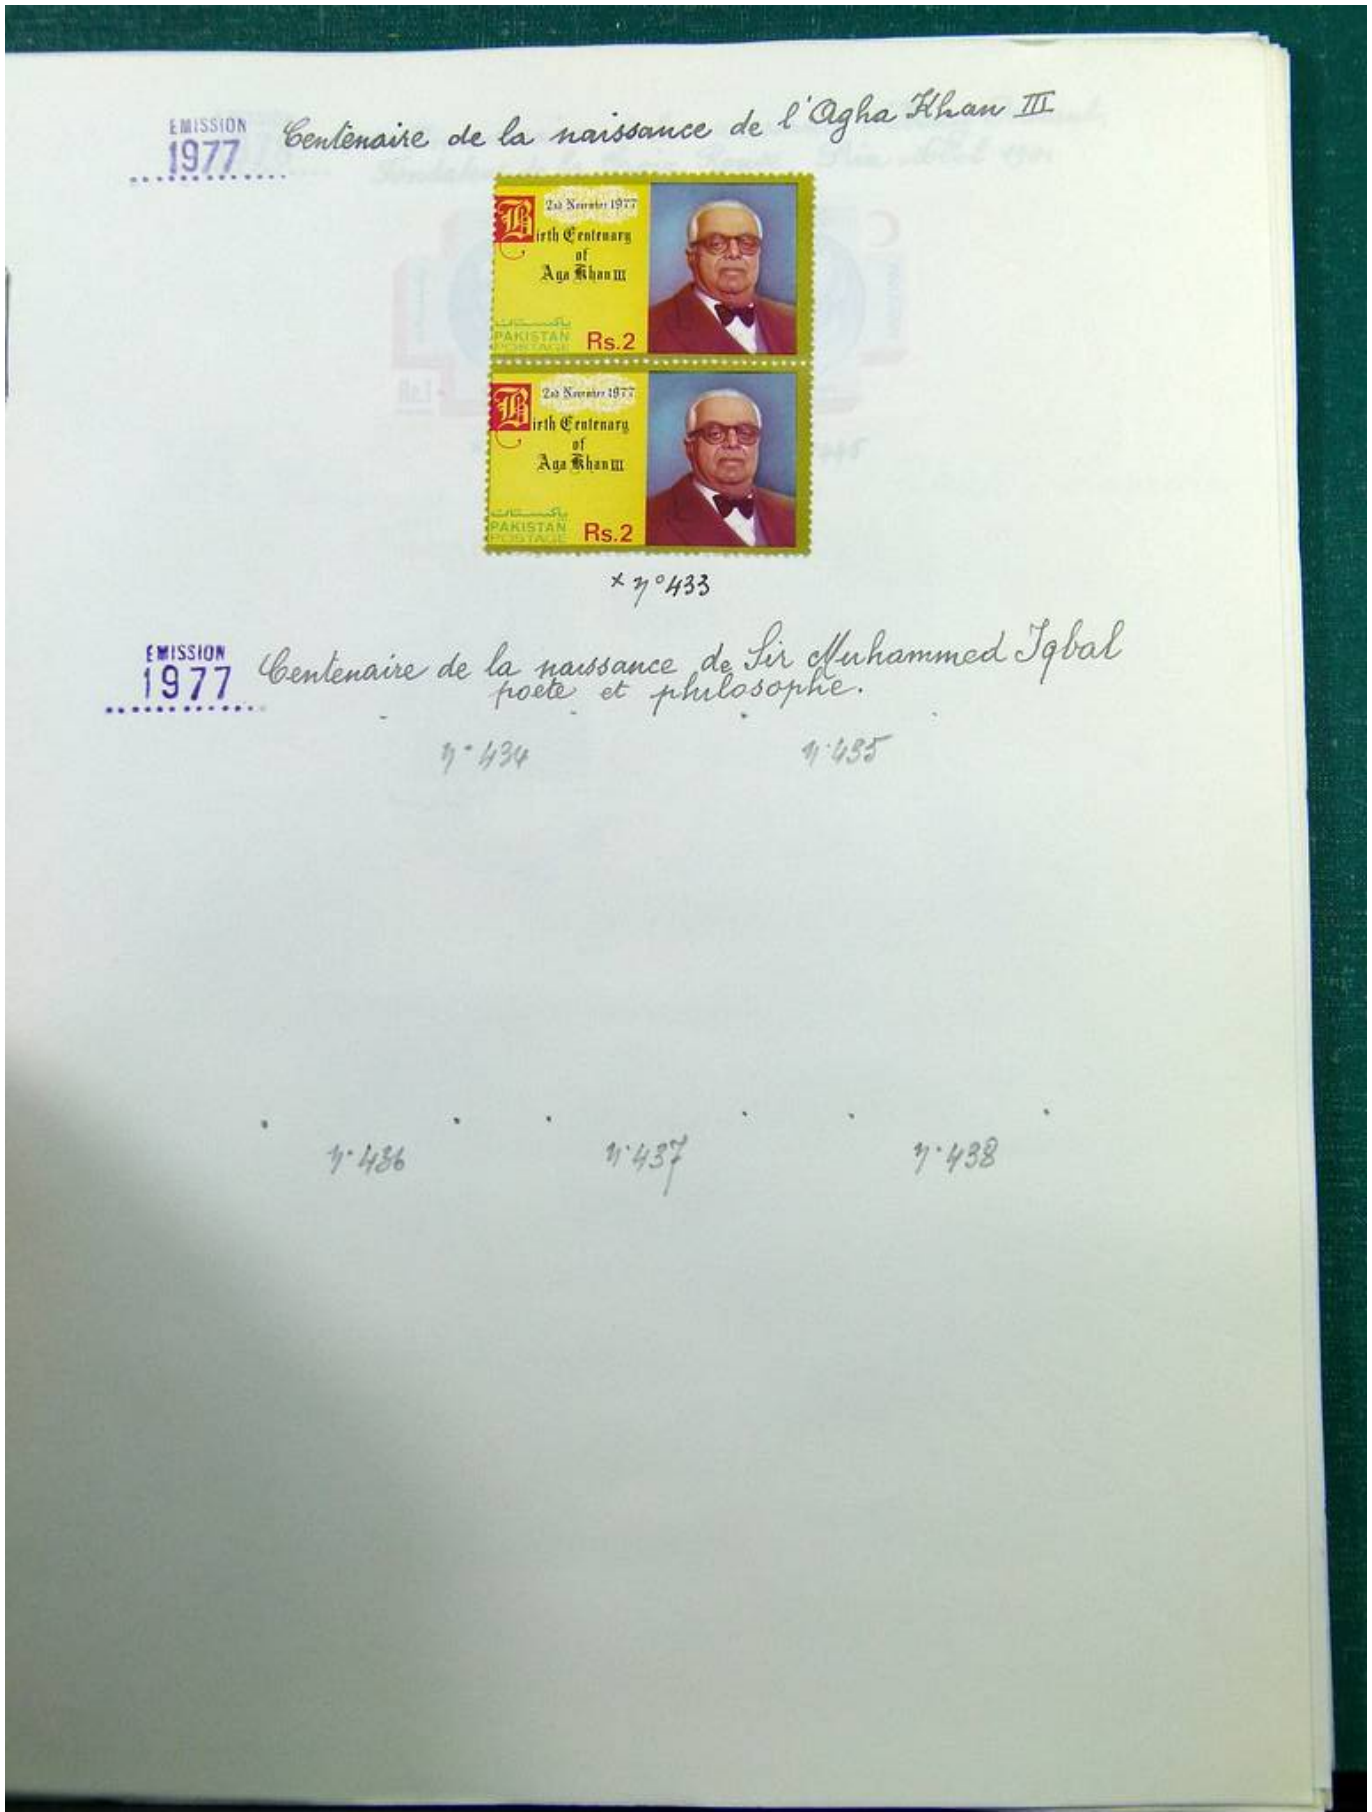 EMISSION
1977
Centenaire de la naissance de l'Agha Khan III
2nd November 1977
Birth Centenary
of
Aga Khan III
پاکستان
PAKISTAN
POSTAGE
Rs.2
2nd November 1977
Birth Centenary
of
Aga Khan III
پاکستان
PAKISTAN
POSTAGE
Rs.2
x n°433
EMISSION
1977
Centenaire de la naissance de Sir Muhammed Iqbal
poète et philosophe.
n°434
n°435
n°436
n°437
n°438